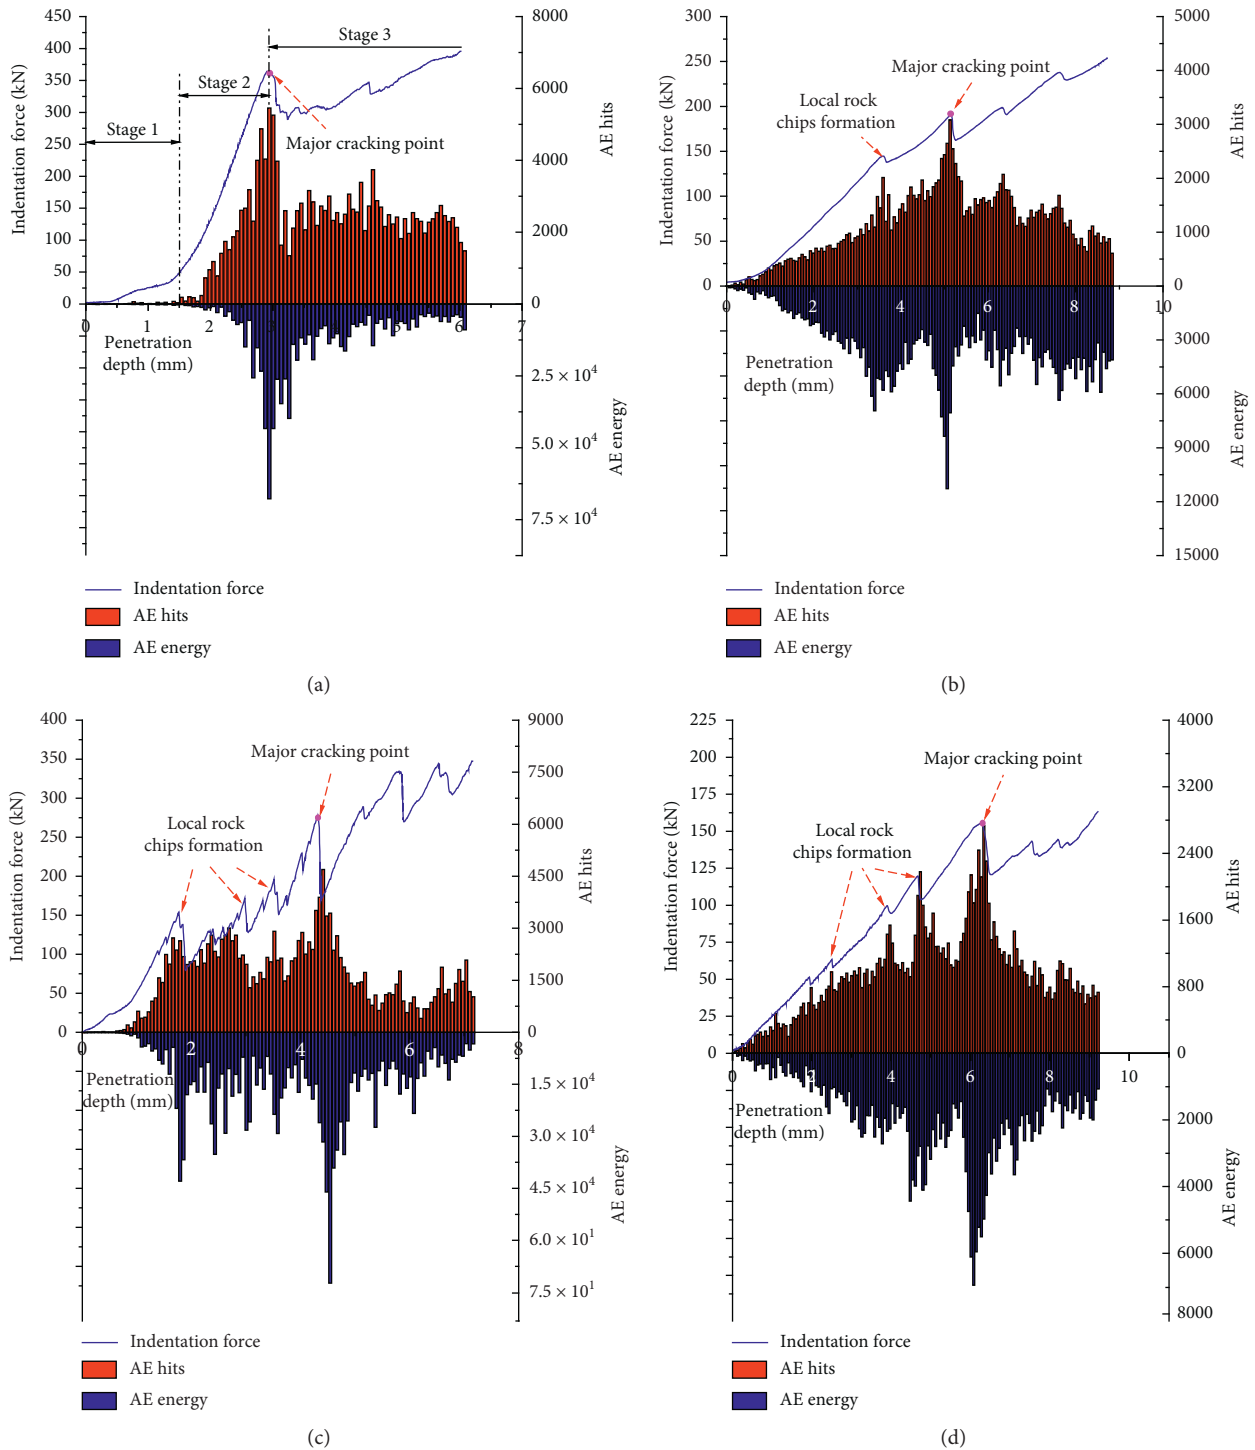 450
400
350
300
250
200
150
100
50
0
Indentation force (kN)
8000
6000
4000
2000
0
AE hits
Stage 3
Stage 2
Stage 1
Major cracking point
0 1 2 3 4 5 6 7
Penetration
depth (mm)
2.5 × 10⁴
5.0 × 10⁴
7.5 × 10⁴
AE energy
Indentation force
AE hits
AE energy
(a)
300
250
200
150
100
50
0
Indentation force (kN)
5000
4000
3000
2000
1000
0
AE hits
Major cracking point
Local rock
chips formation
0 2 4 6 8 10
Penetration
depth (mm)
3000
6000
9000
12000
15000
AE energy
Indentation force
AE hits
AE energy
(b)
400
350
300
250
200
150
100
50
0
Indentation force (kN)
9000
7500
6000
4500
3000
1500
0
AE hits
Major cracking point
Local rock
chips formation
0 2 4 6 8
Penetration
depth (mm)
1.5 × 10⁴
3.0 × 10⁴
4.5 × 10⁴
6.0 × 10¹
7.5 × 10¹
AE energy
Indentation force
AE hits
AE energy
(c)
225
200
175
150
125
100
75
50
25
0
Indentation force (kN)
4000
3200
2400
1600
800
0
AE hits
Major cracking point
Local rock
chips formation
0 2 4 6 8 10
Penetration
depth (mm)
2000
4000
6000
8000
AE energy
Indentation force
AE hits
AE energy
(d)